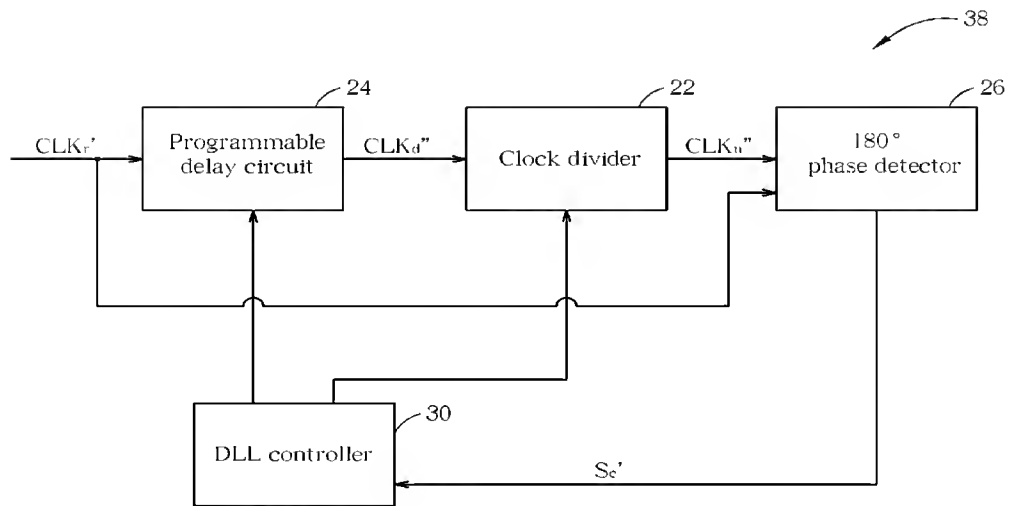 38
24
22
26
CLKr'
Programmable
delay circuit
CLKd"
Clock divider
CLKn"
180°
phase detector
30
DLL controller
Sc'